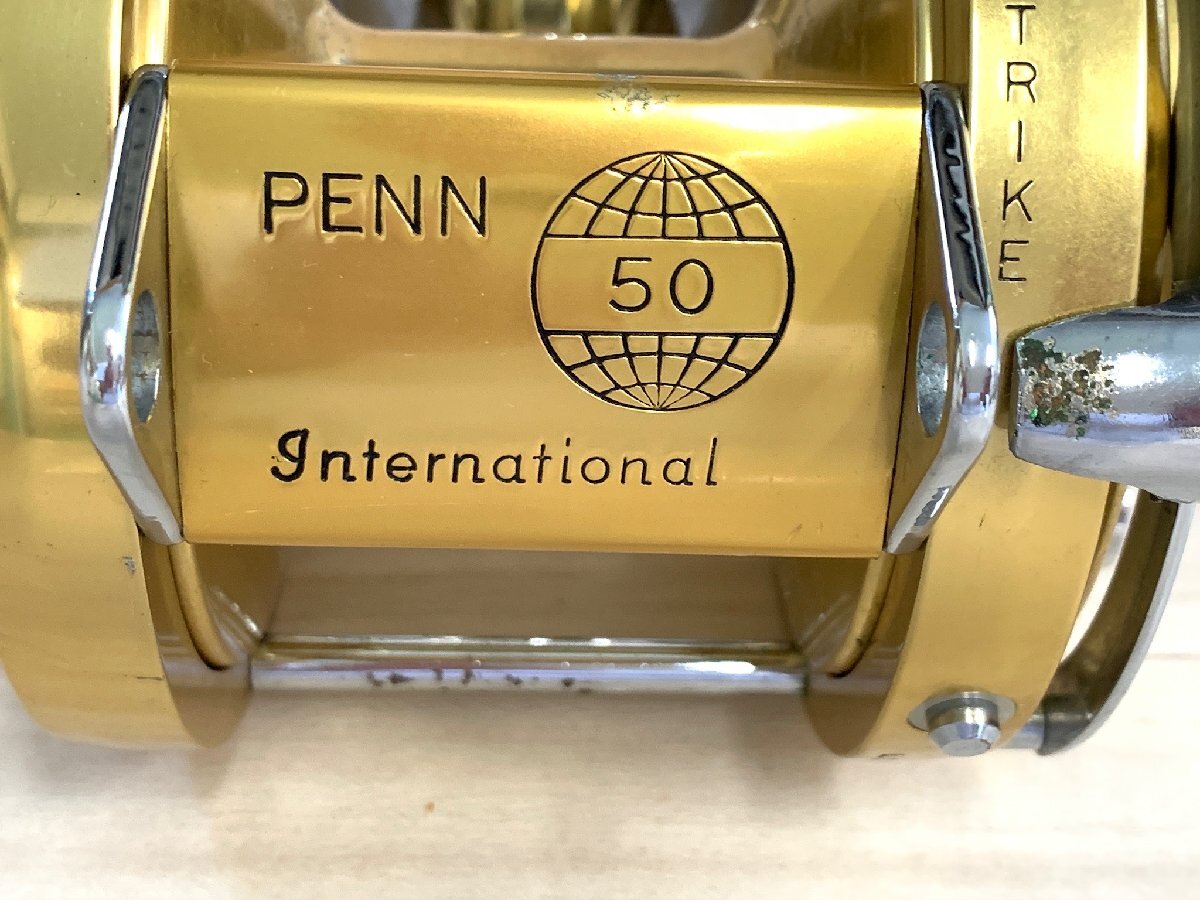 PENN
50
International
TRIKE